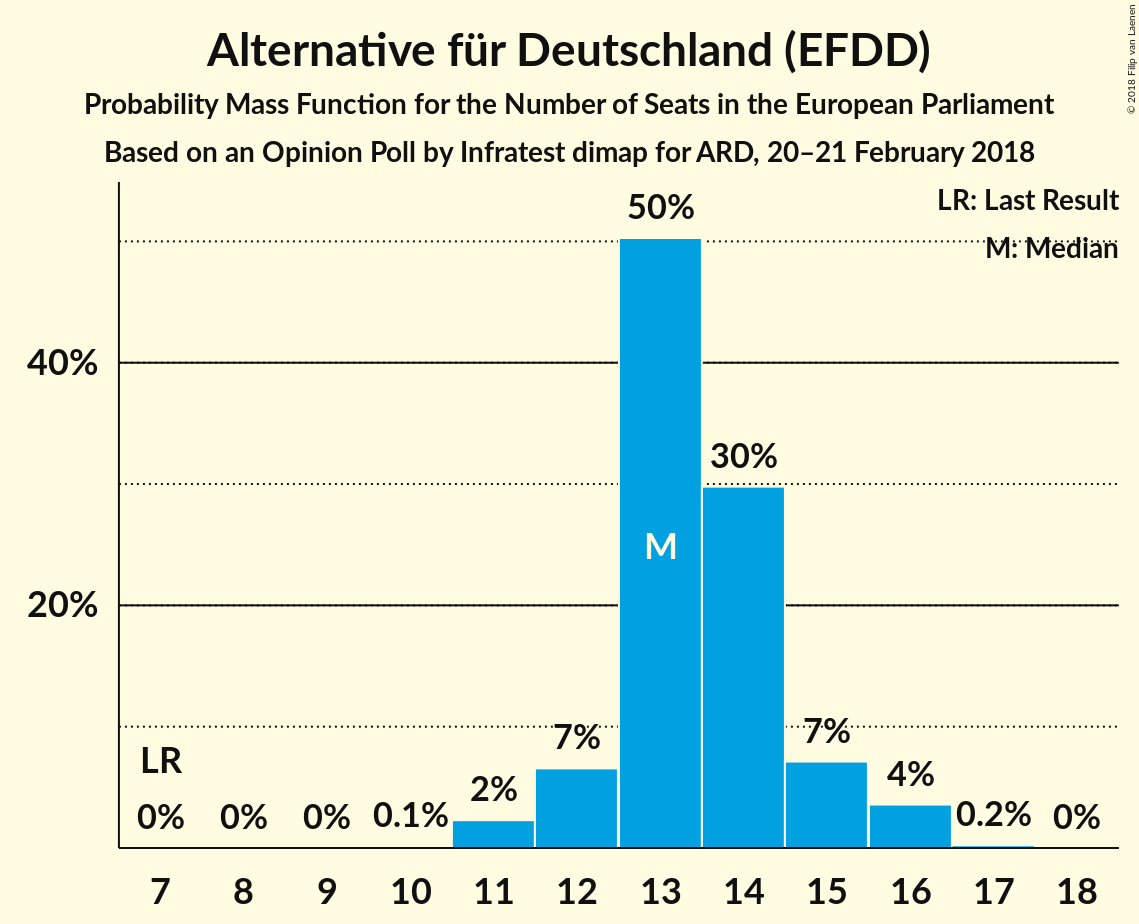 Alternative für Deutschland (EFDD)
Probability Mass Function for the Number of Seats in the European Parliament
Based on an Opinion Poll by Infratest dimap for ARD, 20–21 February 2018
© 2018 Filip van Laenen
LR: Last Result
M: Median
50%
40%
30%
M
20%
7%
7%
LR
4%
2%
0%
0%
0%
0.1%
0.2%
0%
7 8 9 10 11 12 13 14 15 16 17 18